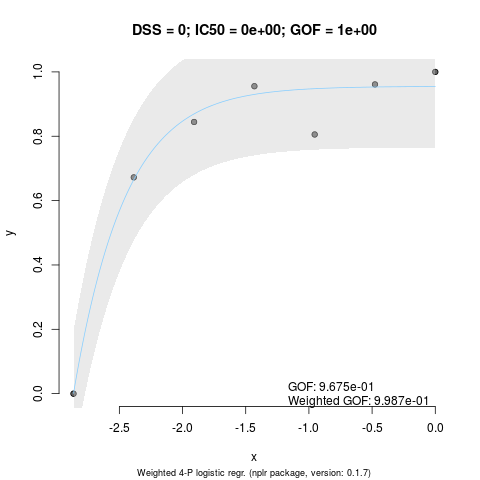 DSS = 0; IC50 = 0e+00; GOF = 1e+00
1.0
0.8
0.6
0.4
0.2
0.0
y
GOF: 9.675e-01
Weighted GOF: 9.987e-01
-2.5 -2.0 -1.5 -1.0 -0.5 0.0
x
Weighted 4-P logistic regr. (nplr package, version: 0.1.7)